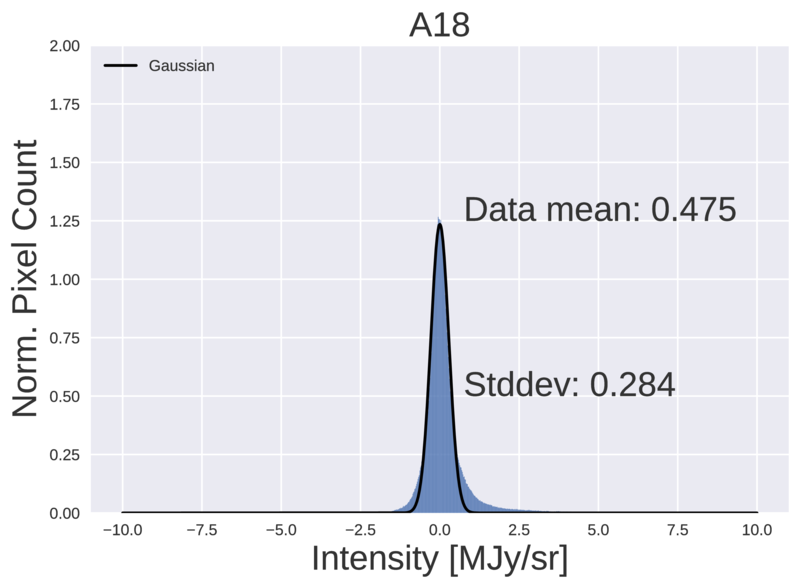 A18
2.00
Gaussian
1.75
1.50
Data mean: 0.475
1.25
1.00
0.75
Stddev: 0.284
0.50
0.25
0.00
Norm. Pixel Count
−10.0 −7.5 −5.0 −2.5 0.0 2.5 5.0 7.5 10.0
Intensity [MJy/sr]